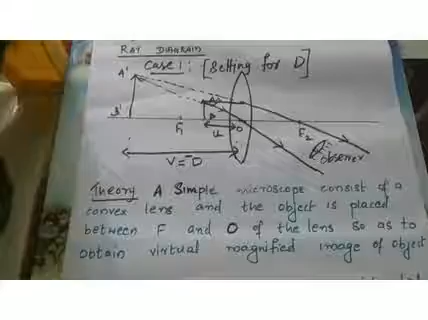 RAY DIAGRAM
Case 1: [Setting for D]
A'
A
B'
F1
B
O
F2
u
Observer
V = -D
Theory A Simple microscope consist of a
convex lens and the object is placed
between F and O of the lens so as to
obtain virtual magnified image of object